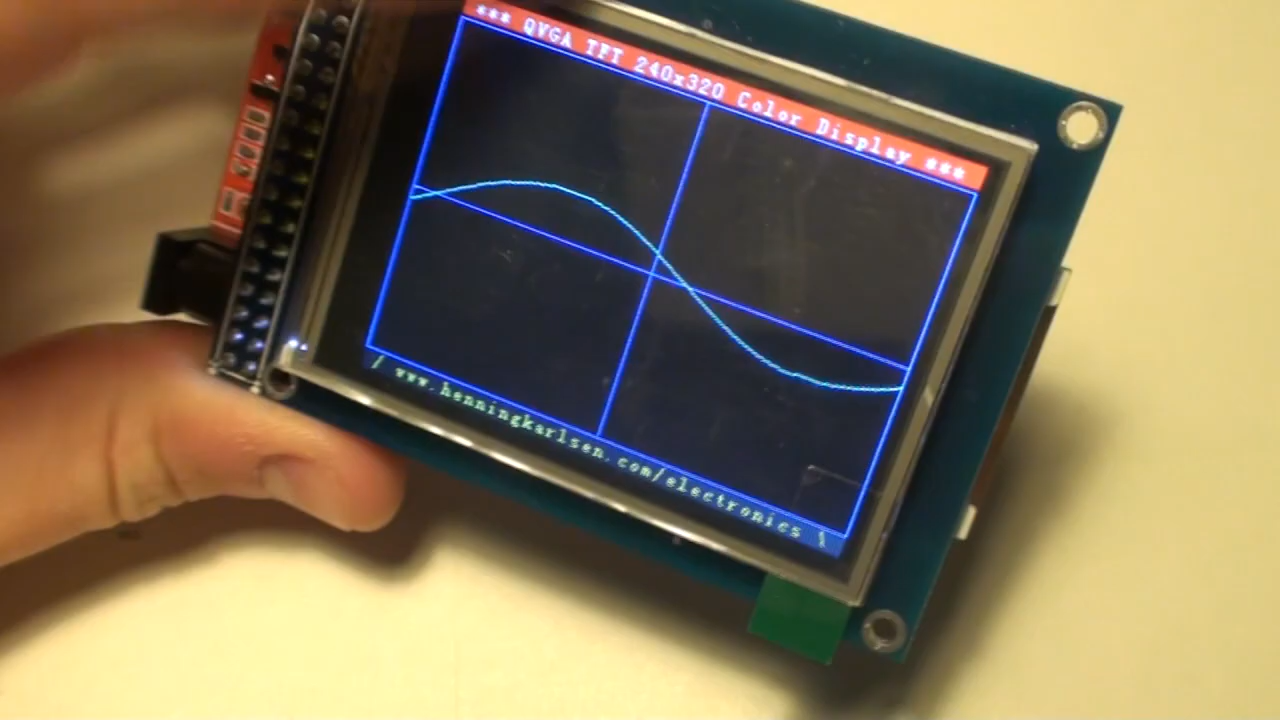 *** QVGA TFT 240x320 Color Display ***
/ www.henningkarlsen.com/electronics \